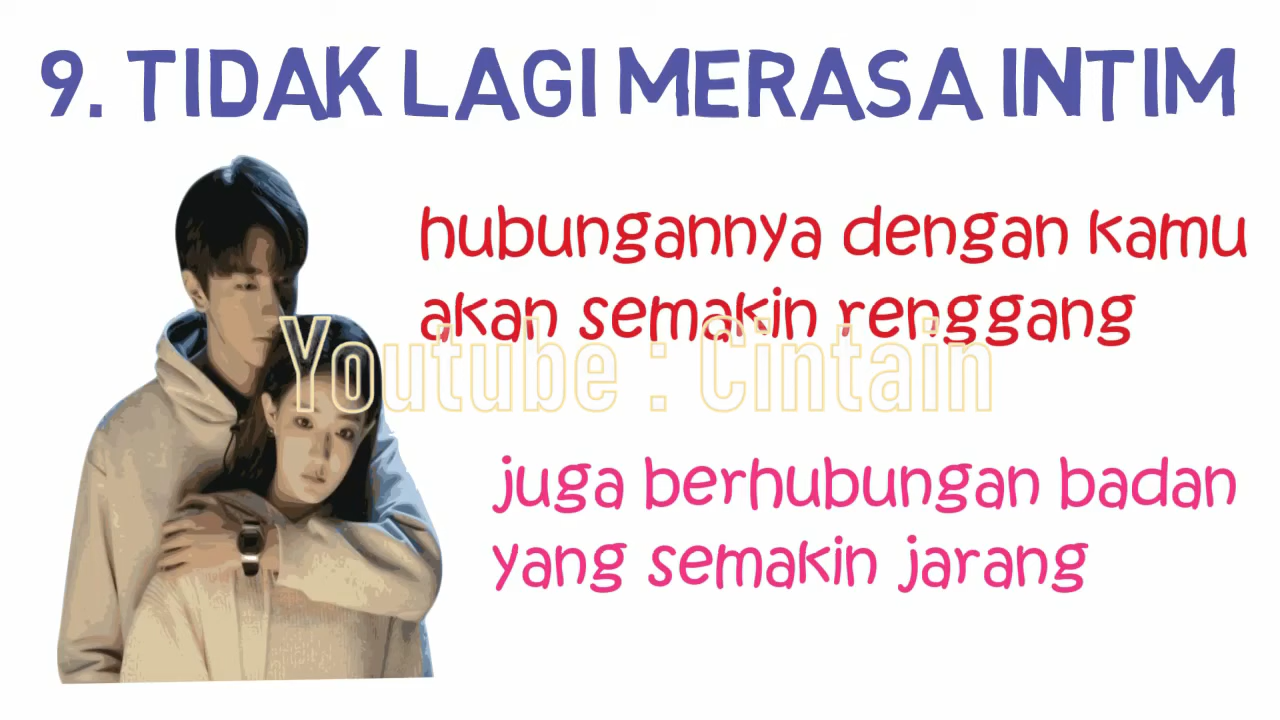 9. TIDAK LAGI MERASA INTIM
hubungannya dengan kamu
akan semakin renggang
Youtube : Cintain
juga berhubungan badan
yang semakin jarang